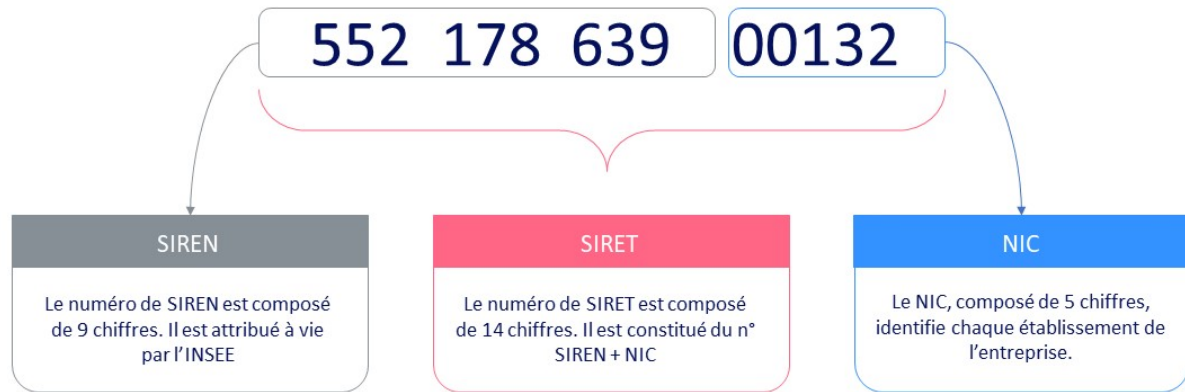 552 178 639 00132
SIREN
Le numéro de SIREN est composé
de 9 chiffres. Il est attribué à vie
par l'INSEE
SIRET
Le numéro de SIRET est composé
de 14 chiffres. Il est constitué du n°
SIREN + NIC
NIC
Le NIC, composé de 5 chiffres,
identifie chaque établissement de
l'entreprise.